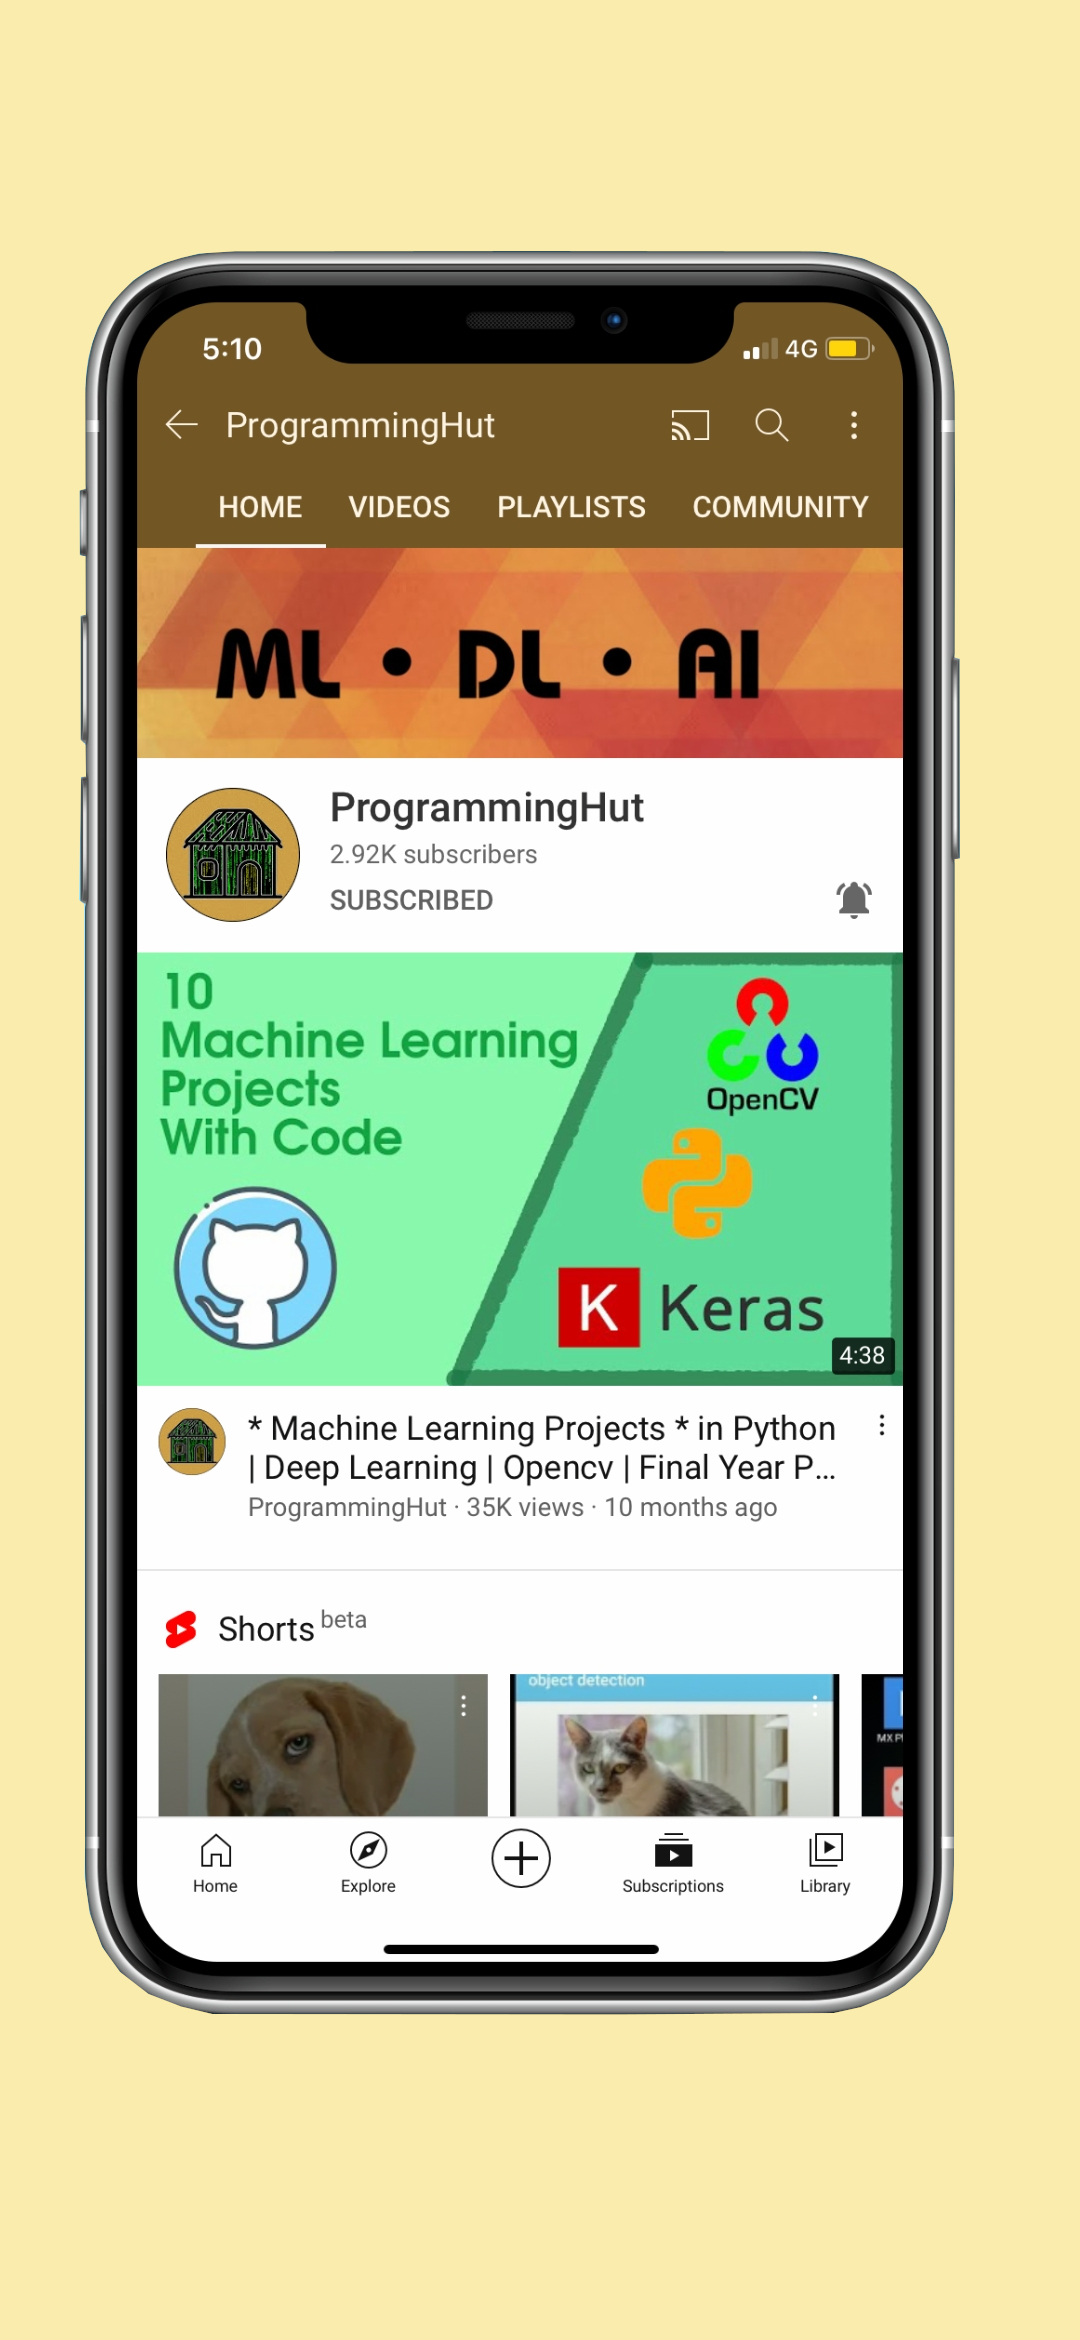 5:10
4G
ProgrammingHut
HOME VIDEOS PLAYLISTS COMMUNITY
ML • DL • AI
ProgrammingHut
2.92K subscribers
SUBSCRIBED
10
Machine Learning
Projects
With Code
OpenCV
K Keras
4:38
* Machine Learning Projects * in Python
| Deep Learning | Opencv | Final Year P...
ProgrammingHut · 35K views · 10 months ago
Shorts beta
object detection
MX P
Home Explore Subscriptions Library